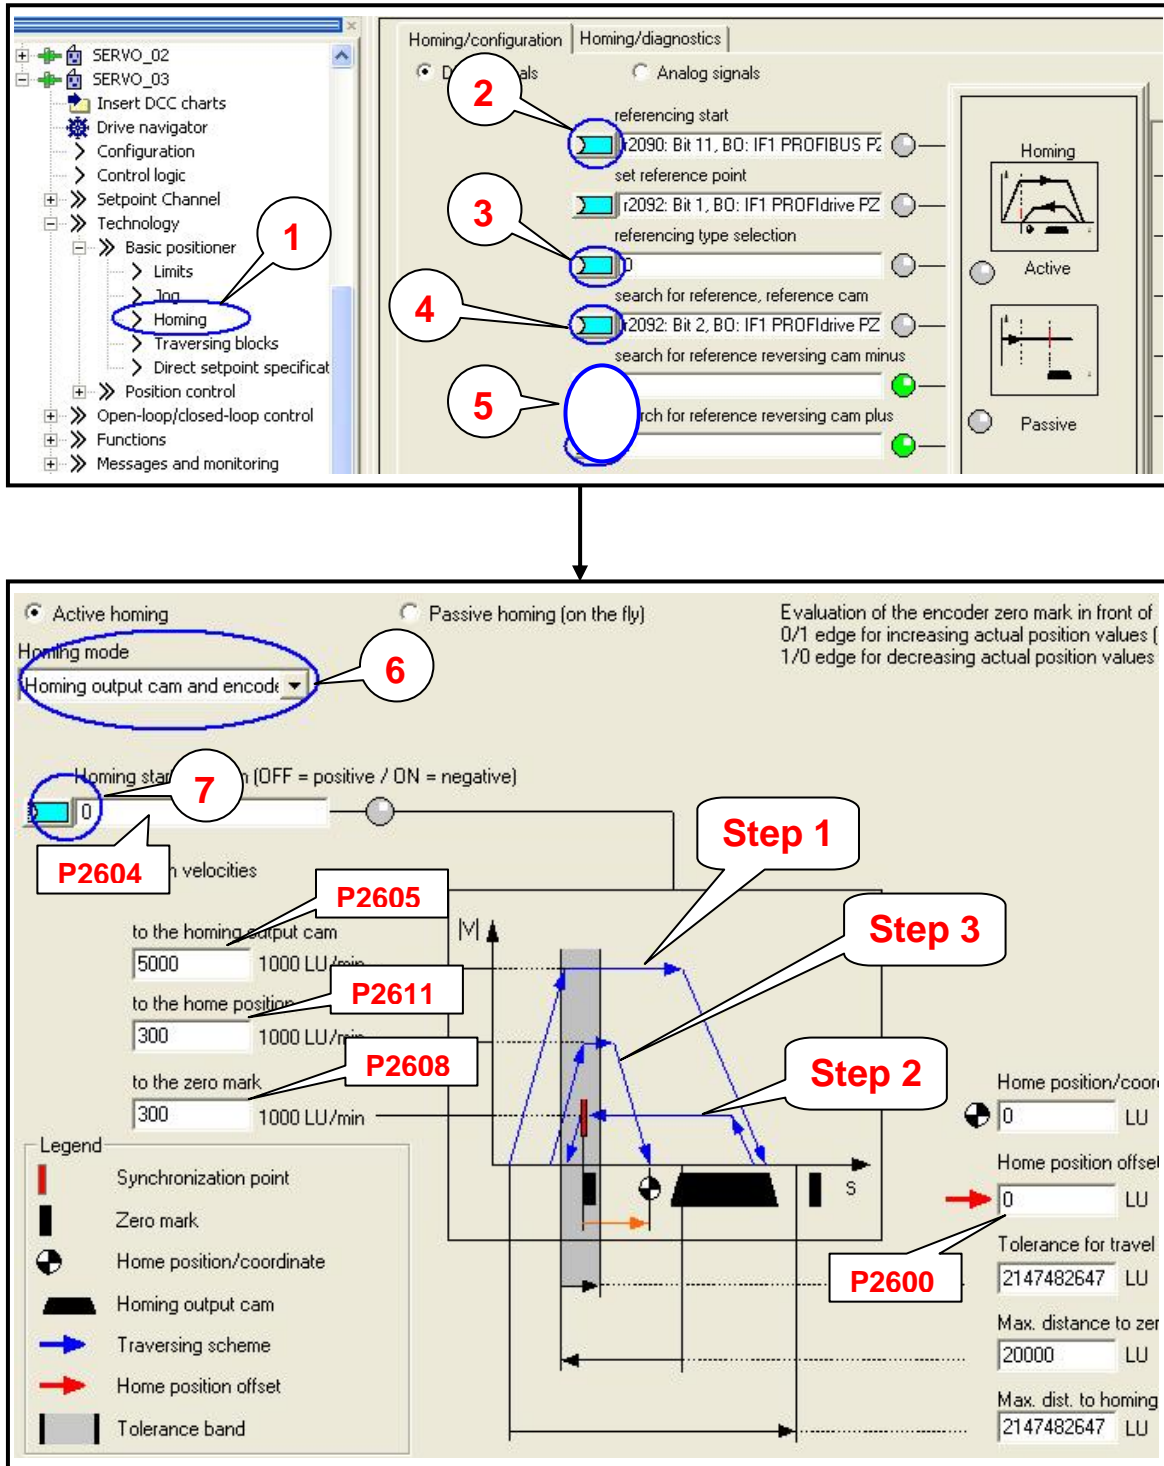 SERVO_02
SERVO_03
Insert DCC charts
Drive navigator
Configuration
Control logic
Setpoint Channel
Technology
Basic positioner
Limits
Jog
Homing
Traversing blocks
Direct setpoint specificat
Position control
Open-loop/closed-loop control
Functions
Messages and monitoring
1
Homing/configuration
Homing/diagnostics
Analog signals
2
referencing start
r2090: Bit 11, BO: IF1 PROFIBUS PZ
set reference point
r2092: Bit 1, BO: IF1 PROFIdrive PZ
3
referencing type selection
0
4
search for reference, reference cam
r2092: Bit 2, BO: IF1 PROFIdrive PZ
search for reference reversing cam minus
5
rch for reference reversing cam plus
Homing
Active
Passive
Active homing
Passive homing (on the fly)
Evaluation of the encoder zero mark in front of
0/1 edge for increasing actual position values (
1/0 edge for decreasing actual position values
Homing mode
Homing output cam and encode
6
Homing star n (OFF = positive / ON = negative)
7
0
P2604
n velocities
P2605
to the homing output cam
5000 1000 LU/min
P2611
to the home position
300 1000 LU/min
P2608
to the zero mark
300 1000 LU/min
|V|
Step 1
Step 3
Step 2
s
Home position/coor
0 LU
Home position offset
0 LU
P2600
Tolerance for travel
2147482647 LU
Max. distance to zer
20000 LU
Max. dist. to homing
2147482647 LU
Legend
Synchronization point
Zero mark
Home position/coordinate
Homing output cam
Traversing scheme
Home position offset
Tolerance band